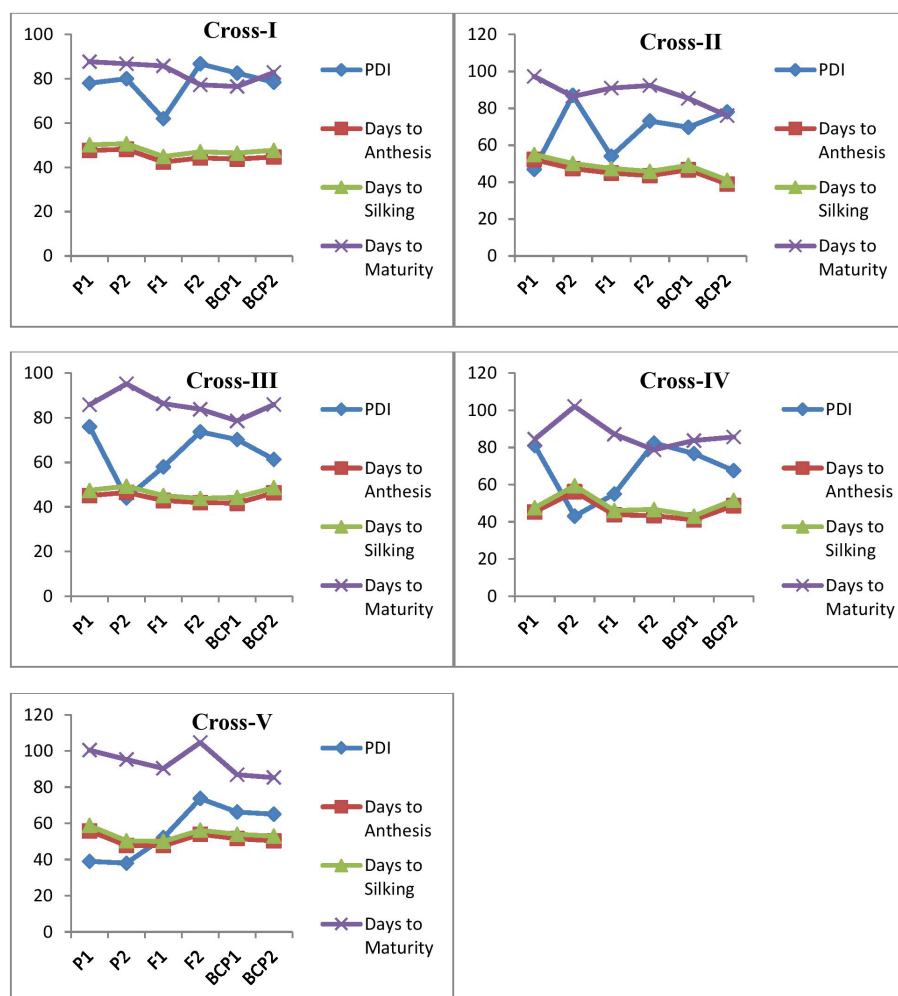 Cross-I
100
80
60
40
20
0
P1
P2
F1
F2
BCP1
BCP2
PDI
Days to
Anthesis
Days to
Silking
Days to
Maturity
Cross-II
120
100
80
60
40
20
0
P1
P2
F1
F2
BCP1
BCP2
PDI
Days to
Anthesis
Days to
Silking
Days to
Maturity
Cross-III
100
80
60
40
20
0
P1
P2
F1
F2
BCP1
BCP2
PDI
Days to
Anthesis
Days to
Silking
Days to
Maturity
Cross-IV
120
100
80
60
40
20
0
P1
P2
F1
F2
BCP1
BCP2
PDI
Days to
Anthesis
Days to
Silking
Days to
Maturity
Cross-V
120
100
80
60
40
20
0
P1
P2
F1
F2
BCP1
BCP2
PDI
Days to
Anthesis
Days to
Silking
Days to
Maturity